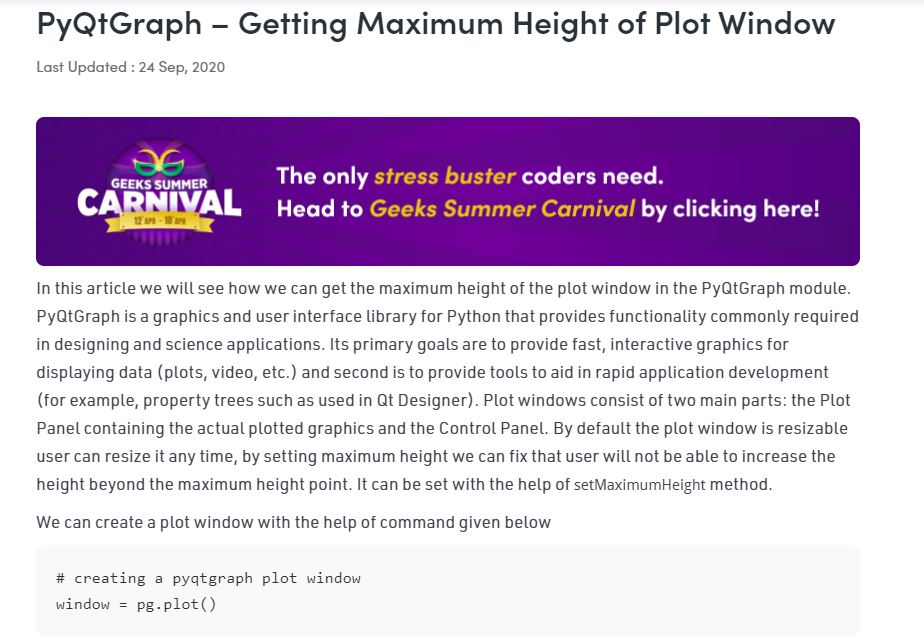 PyQtGraph – Getting Maximum Height of Plot Window
Last Updated : 24 Sep, 2020
GEEKS SUMMER
CARNIVAL
12 APR - 18 APR
The only stress buster coders need.
Head to Geeks Summer Carnival by clicking here!
In this article we will see how we can get the maximum height of the plot window in the PyQtGraph module.
PyQtGraph is a graphics and user interface library for Python that provides functionality commonly required
in designing and science applications. Its primary goals are to provide fast, interactive graphics for
displaying data (plots, video, etc.) and second is to provide tools to aid in rapid application development
(for example, property trees such as used in Qt Designer). Plot windows consist of two main parts: the Plot
Panel containing the actual plotted graphics and the Control Panel. By default the plot window is resizable
user can resize it any time, by setting maximum height we can fix that user will not be able to increase the
height beyond the maximum height point. It can be set with the help of setMaximumHeight method.
We can create a plot window with the help of command given below
# creating a pyqtgraph plot window
window = pg.plot()